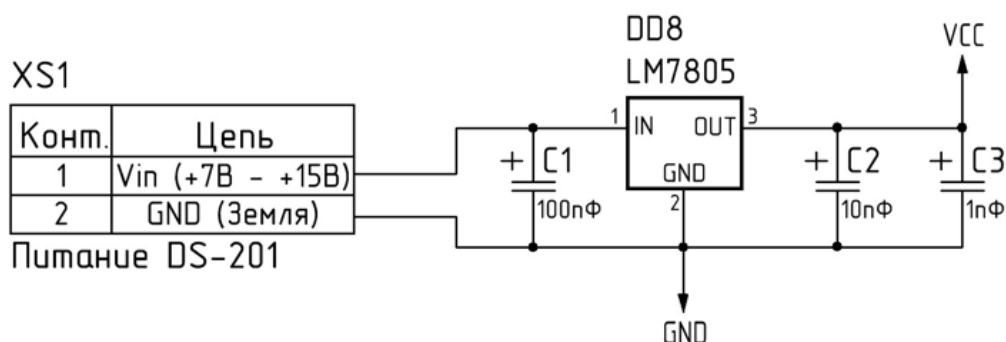 XS1
Конт. Цепь
1 Vin (+7В - +15В)
2 GND (Земля)
Питание DS-201
DD8
LM7805
1 IN OUT 3
GND
2
+ C1
100пФ
+ C2
10пФ
+ C3
1пФ
VCC
GND